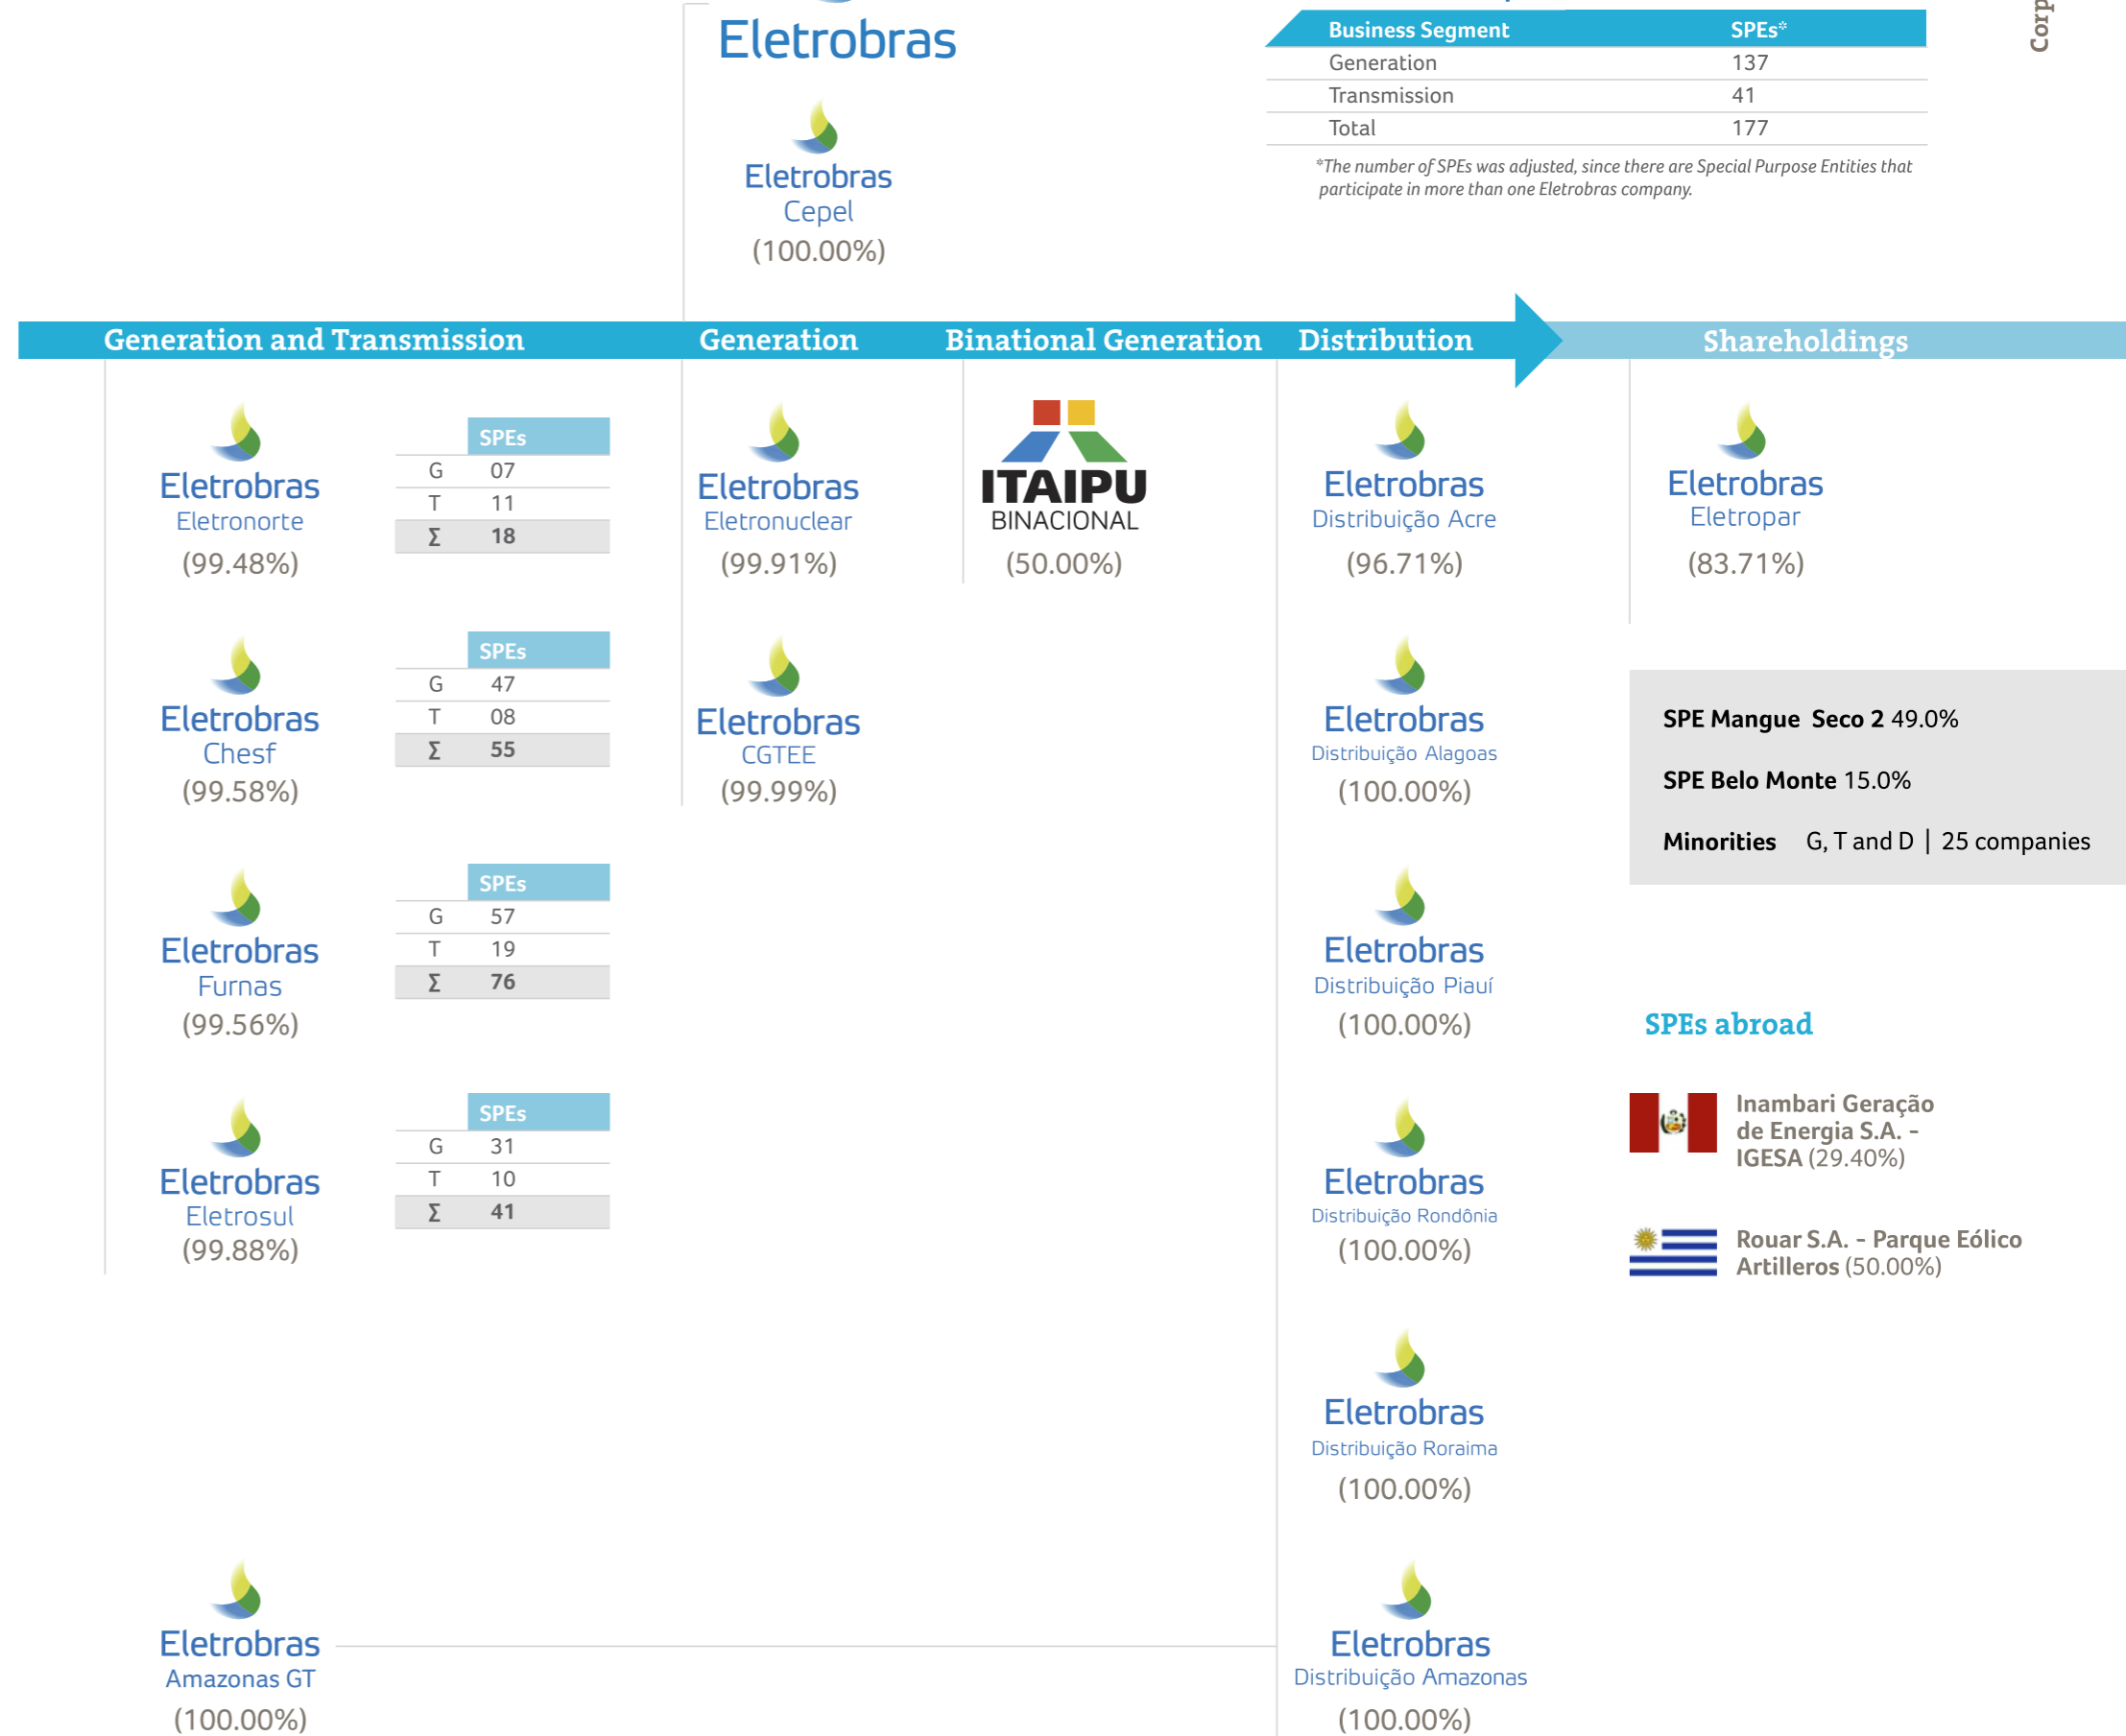 Eletrobras
Eletrobras
Cepel
(100.00%)
Business Segment SPEs*
Generation 137
Transmission 41
Total 177
*The number of SPEs was adjusted, since there are Special Purpose Entities that
participate in more than one Eletrobras company.
Corp
Generation and Transmission Generation Binational Generation Distribution Shareholdings
Eletrobras
Eletronorte
(99.48%)
SPEs
G 07
T 11
Σ 18
Eletrobras
Chesf
(99.58%)
SPEs
G 47
T 08
Σ 55
Eletrobras
Furnas
(99.56%)
SPEs
G 57
T 19
Σ 76
Eletrobras
Eletrosul
(99.88%)
SPEs
G 31
T 10
Σ 41
Eletrobras
Amazonas GT
(100.00%)
Eletrobras
Eletronuclear
(99.91%)
Eletrobras
CGTEE
(99.99%)
ITAIPU
BINACIONAL
(50.00%)
Eletrobras
Distribuição Acre
(96.71%)
Eletrobras
Distribuição Alagoas
(100.00%)
Eletrobras
Distribuição Piauí
(100.00%)
Eletrobras
Distribuição Rondônia
(100.00%)
Eletrobras
Distribuição Roraima
(100.00%)
Eletrobras
Distribuição Amazonas
(100.00%)
Eletrobras
Eletropar
(83.71%)
SPE Mangue Seco 2 49.0%
SPE Belo Monte 15.0%
Minorities G, T and D | 25 companies
SPEs abroad
Inambari Geração
de Energia S.A. -
IGESA (29.40%)
Rouar S.A. - Parque Eólico
Artilleros (50.00%)